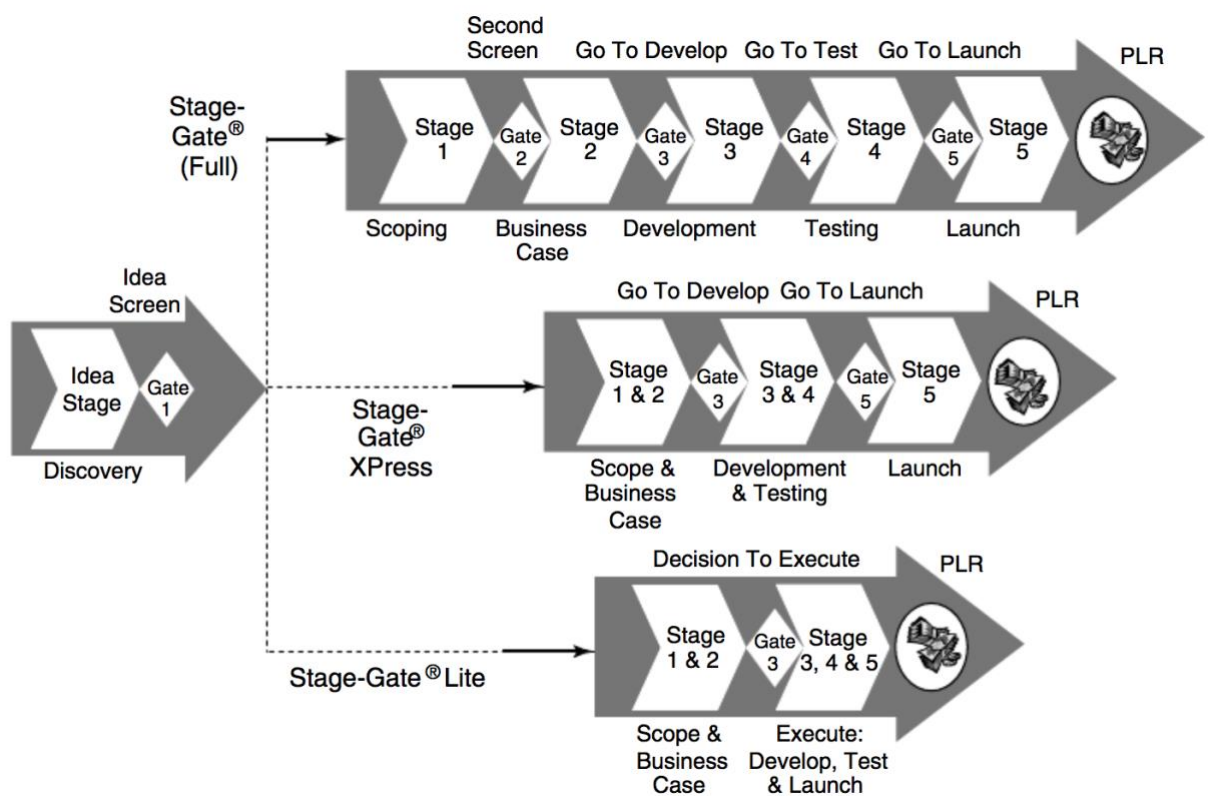 Second
Screen
Go To Develop
Go To Test
Go To Launch
PLR
Stage-
Gate®
(Full)
Stage
1
Gate
2
Stage
2
Gate
3
Stage
3
Gate
4
Stage
4
Gate
5
Stage
5
Scoping
Business
Case
Development
Testing
Launch
Idea
Screen
Idea
Stage
Gate
1
Discovery
Go To Develop
Go To Launch
PLR
Stage
1 & 2
Gate
3
Stage
3 & 4
Gate
5
Stage
5
Stage-
Gate®
XPress
Scope &
Business
Case
Development
& Testing
Launch
Decision To Execute
PLR
Stage
1 & 2
Gate
3
Stage
3, 4 & 5
Stage-Gate® Lite
Scope &
Business
Case
Execute:
Develop, Test
& Launch